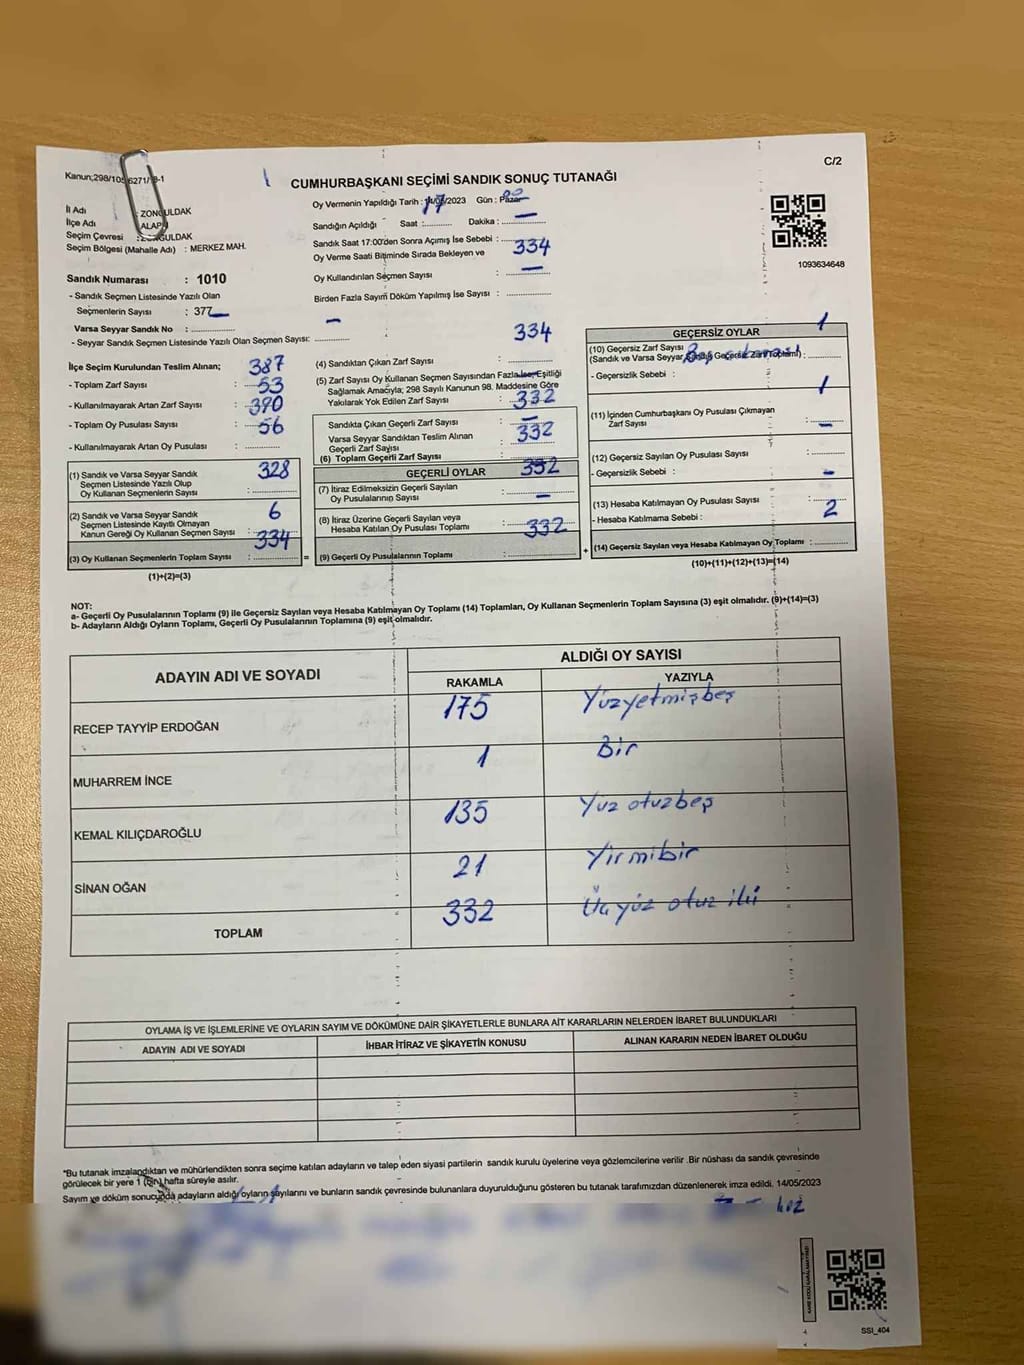 C/2
Kanun;298/105 6271/ 8-1
CUMHURBAŞKANI SEÇİMİ SANDIK SONUÇ TUTANAĞI
İl Adı : ZONGULDAK
İlçe Adı : ALAPLI
Seçim Çevresi : ZONGULDAK
Seçim Bölgesi (Mahalle Adı) : MERKEZ MAH.
Sandık Numarası : 1010
- Sandık Seçmen Listesinde Yazılı Olan
Seçmenlerin Sayısı : 377
Varsa Seyyar Sandık No :
- Seyyar Sandık Seçmen Listesinde Yazılı Olan Seçmen Sayısı:
İlçe Seçim Kurulundan Teslim Alınan; 387
- Toplam Zarf Sayısı : 53
- Kullanılmayarak Artan Zarf Sayısı : 390
- Toplam Oy Pusulası Sayısı : 56
- Kullanılmayarak Artan Oy Pusulası :
(1) Sandık ve Varsa Seyyar Sandık 328
Seçmen Listesinde Yazılı Olup
Oy Kullanan Seçmenlerin Sayısı :
(2) Sandık ve Varsa Seyyar Sandık 6
Seçmen Listesinde Kayıtlı Olmayan
Kanun Gereği Oy Kullanan Seçmen Sayısı : 334
(3) Oy Kullanan Seçmenlerin Toplam Sayısı : =
(1)+(2)=(3)
Oy Vermenin Yapıldığı Tarih : 14/05/2023 Gün : Pazar
17
Sandığın Açıldığı Saat : Dakika : —
Sandık Saat 17:00'den Sonra Açımış İse Sebebi :
Oy Verme Saati Bitiminde Sırada Bekleyen ve 334
Oy Kullandırılan Seçmen Sayısı : —
Birden Fazla Sayım Döküm Yapılmış İse Sayısı :
— 334
(4) Sandıktan Çıkan Zarf Sayısı :
(5) Zarf Sayısı Oy Kullanan Seçmen Sayısından Fazla İse, Eşitliği —
Sağlamak Amacıyla; 298 Sayılı Kanunun 98. Maddesine Göre
Yakılarak Yok Edilen Zarf Sayısı : 332
Sandıkta Çıkan Geçerli Zarf Sayısı : —
Varsa Seyyar Sandıktan Teslim Alınan 332
Geçerli Zarf Sayısı :
(6) Toplam Geçerli Zarf Sayısı :
GEÇERLİ OYLAR 332
(7) İtiraz Edilmeksizin Geçerli Sayılan
Oy Pusulalarının Sayısı : —
(8) İtiraz Üzerine Geçerli Sayılan veya
Hesaba Katılan Oy Pusulası Toplamı : 332
(9) Geçerli Oy Pusulalarının Toplamı : +
1093634648
1
GEÇERSİZ OYLAR
(10) Geçersiz Zarf Sayısı
(Sandık ve Varsa Seyyar Sandık Geçersiz Zarf Toplamı) :
- Geçersizlik Sebebi : 1
(11) İçinden Cumhurbaşkanı Oy Pusulası Çıkmayan
Zarf Sayısı : —
(12) Geçersiz Sayılan Oy Pusulası Sayısı :
- Geçersizlik Sebebi : —
(13) Hesaba Katılmayan Oy Pusulası Sayısı :
- Hesaba Katılmama Sebebi : 2
(14) Geçersiz Sayılan veya Hesaba Katılmayan Oy Toplamı :
(10)+(11)+(12)+(13)=(14)
NOT:
a- Geçerli Oy Pusulalarının Toplamı (9) ile Geçersiz Sayılan veya Hesaba Katılmayan Oy Toplamı (14) Toplamları, Oy Kullanan Seçmenlerin Toplam Sayısına (3) eşit olmalıdır. (9)+(14)=(3)
b- Adayların Aldığı Oyların Toplamı, Geçerli Oy Pusulalarının Toplamına (9) eşit olmalıdır.
ADAYIN ADI VE SOYADI ALDIĞI OY SAYISI
RAKAMLA YAZIYLA
RECEP TAYYİP ERDOĞAN 175 Yüzyetmişbeş
MUHARREM İNCE 1 Bir
KEMAL KILIÇDAROĞLU 135 Yüz otuzbeş
SİNAN OĞAN 21 Yirmibir
TOPLAM 332 Üçyüz otuz iki
OYLAMA İŞ VE İŞLEMLERİNE VE OYLARIN SAYIM VE DÖKÜMÜNE DAİR ŞİKAYETLERLE BUNLARA AİT KARARLARIN NELERDEN İBARET BULUNDUKLARI
ADAYIN ADI VE SOYADI İHBAR İTİRAZ VE ŞİKAYETİN KONUSU ALINAN KARARIN NEDEN İBARET OLDUĞU
*Bu tutanak imzalandıktan ve mühürlendikten sonra seçime katılan adayların ve talep eden siyasi partilerin sandık kurulu üyelerine veya gözlemcilerine verilir .Bir nüshası da sandık çevresinde
görülecek bir yere 1 (bir) hafta süreyle asılır.
Sayım ve döküm sonucunda adayların aldığı oyların sayılarını ve bunların sandık çevresinde bulunanlara duyurulduğunu gösteren bu tutanak tarafımızdan düzenlenerek imza edildi. 14/05/2023
SSI_404